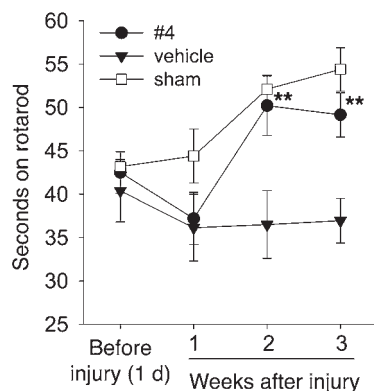 60
55
50
45
40
35
30
25
Seconds on rotarod
#4
vehicle
sham
**
**
Before
injury (1 d)
1
2
3
Weeks after injury